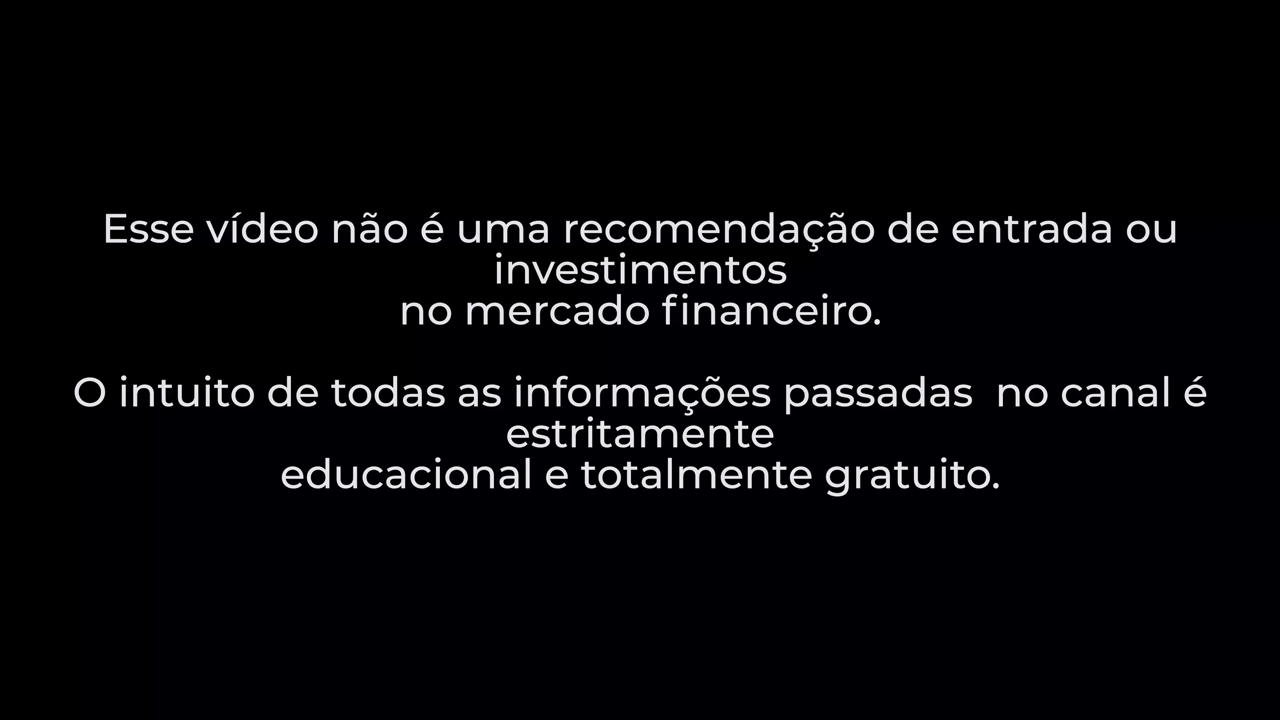 Esse vídeo não é uma recomendação de entrada ou
investimentos
no mercado financeiro.
O intuito de todas as informações passadas  no canal é
estritamente
educacional e totalmente gratuito.